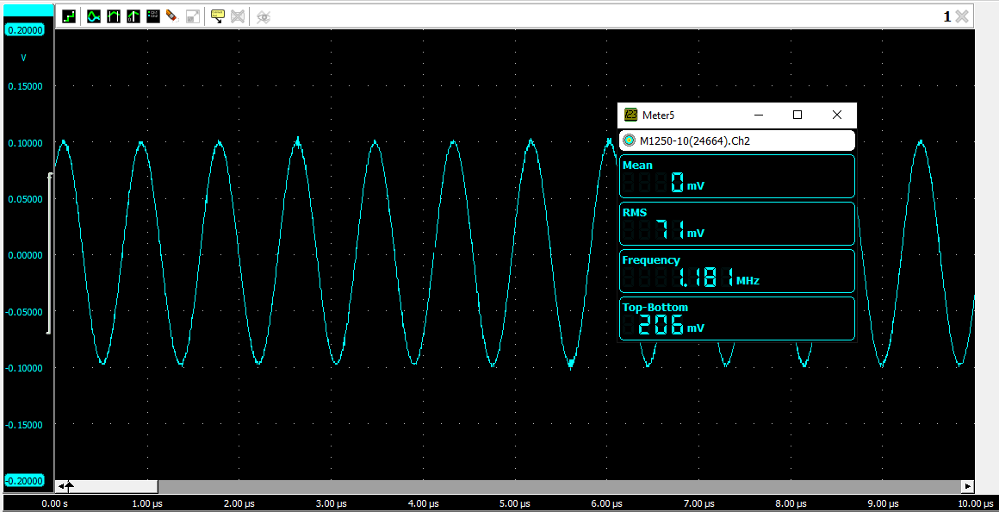 1
0.20000
V
0.15000
0.10000
0.05000
0.00000
-0.05000
-0.10000
-0.15000
-0.20000
Meter5
M1250-10(24664).Ch2
Mean
0 mV
RMS
71 mV
Frequency
1.181 MHz
Top-Bottom
206 mV
0.00 s 1.00 µs 2.00 µs 3.00 µs 4.00 µs 5.00 µs 6.00 µs 7.00 µs 8.00 µs 9.00 µs 10.00 µs